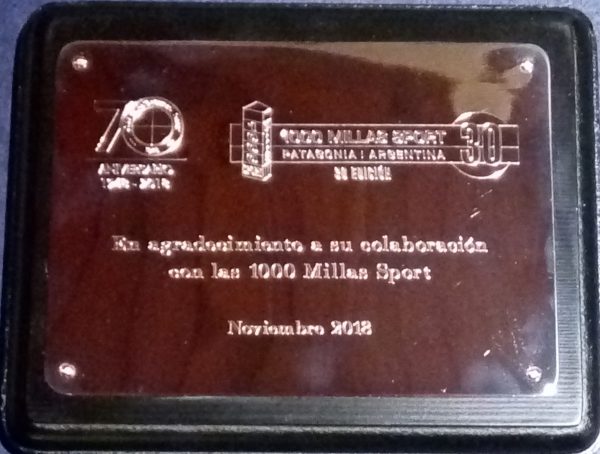 70
ANIVERSARIO
1948 - 2018
1000 MILLAS SPORT
PATAGONIA | ARGENTINA
30
30 EDICIÓN
En agradecimiento a su colaboración
con las 1000 Millas Sport
Noviembre 2018